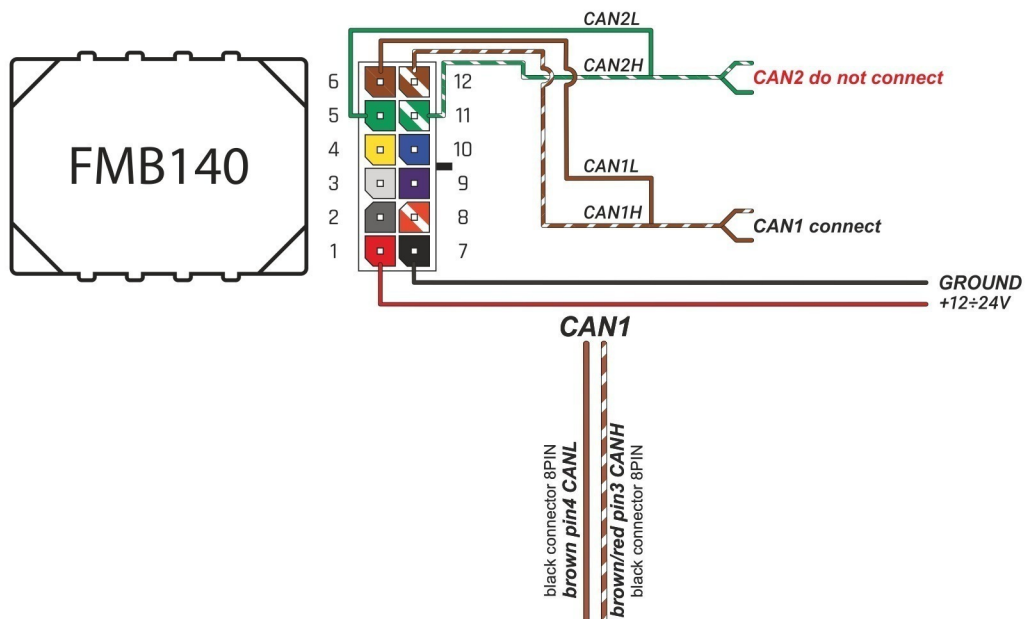 CAN2L
CAN2H
CAN2 do not connect
FMB140
6
12
5
11
4
10
3
9
2
8
1
7
CAN1L
CAN1H
CAN1 connect
GROUND
+12÷24V
CAN1
black connector 8PIN
brown pin4 CANL
brown/red pin3 CANH
black connector 8PIN